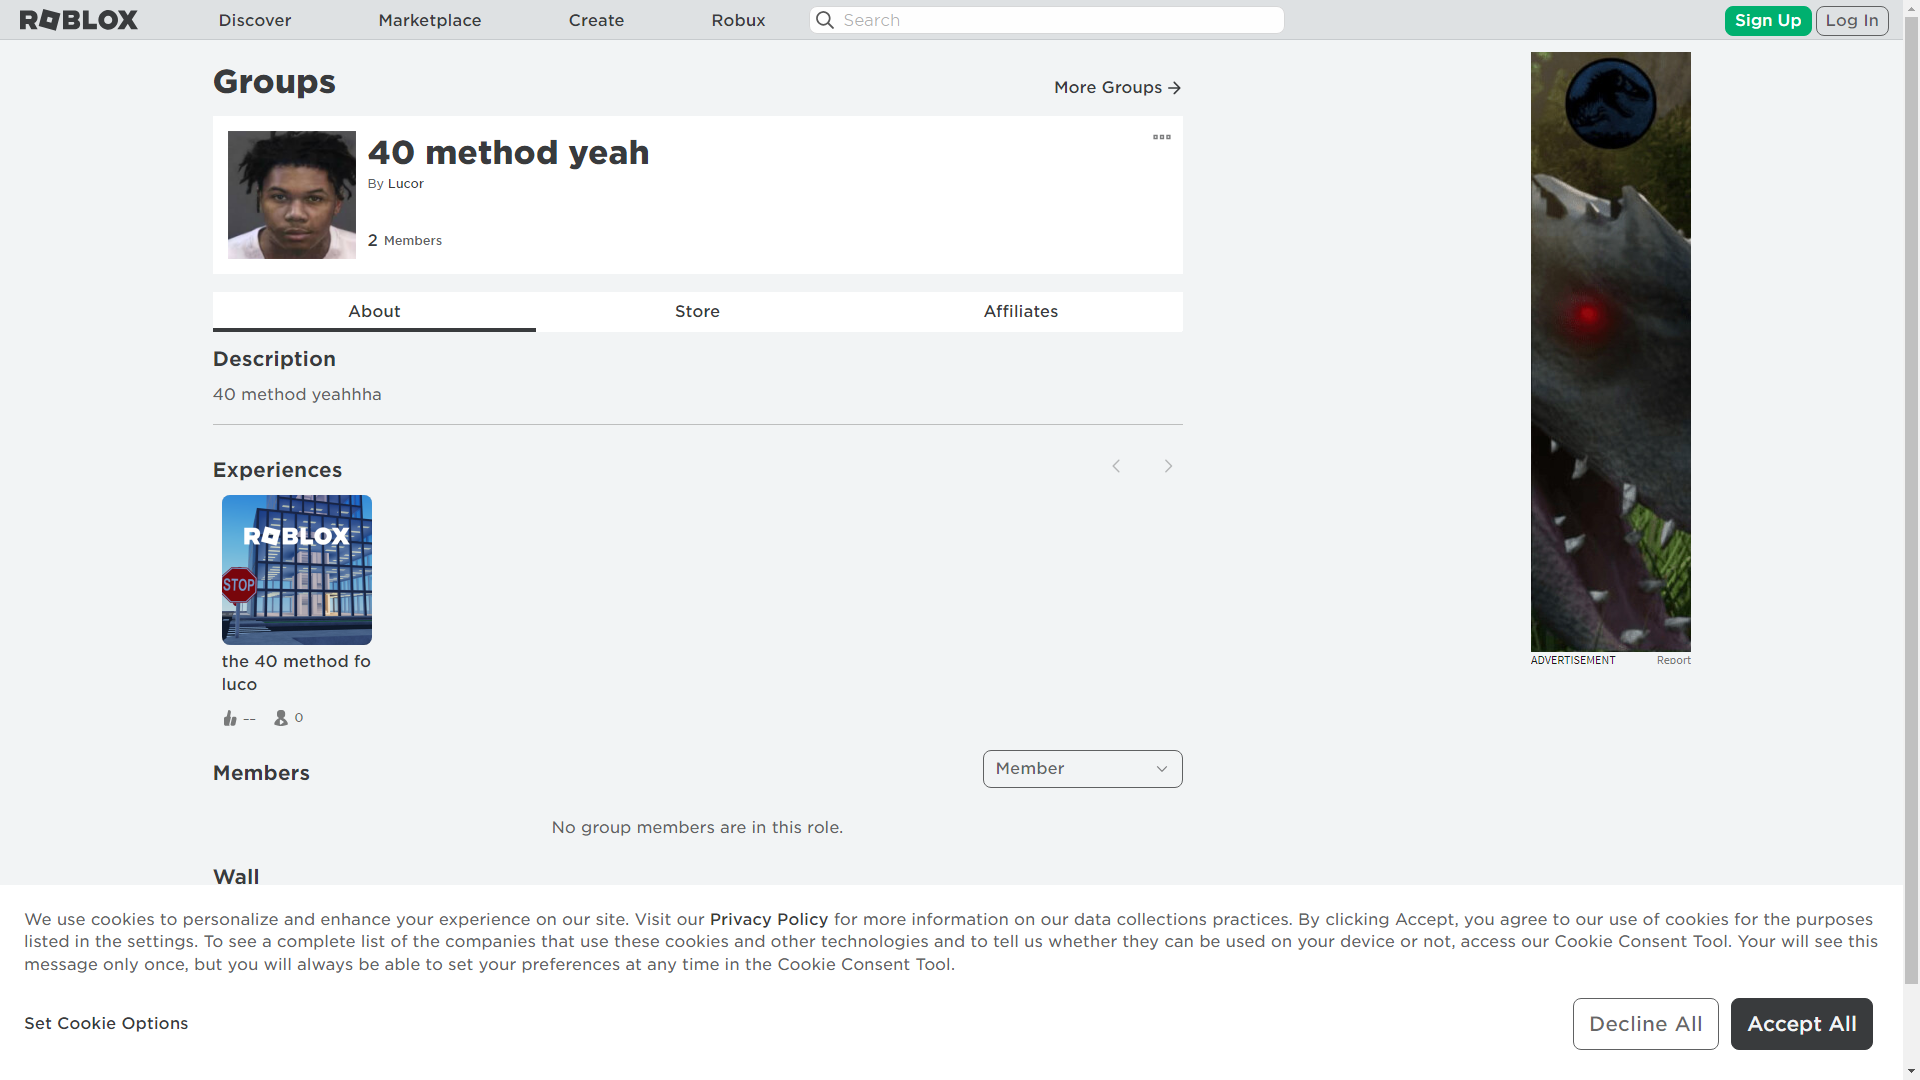 ROBLOX
Discover
Marketplace
Create
Robux
Search
Sign Up
Log In
Groups
More Groups
40 method yeah
By Lucor
2 Members
About
Store
Affiliates
Description
40 method yeahhha
Experiences
ROBLOX
STOP
the 40 method fo
luco
--
0
Members
Member
No group members are in this role.
Wall
ADVERTISEMENT
Report
We use cookies to personalize and enhance your experience on our site. Visit our Privacy Policy for more information on our data collections practices. By clicking Accept, you agree to our use of cookies for the purposes
listed in the settings. To see a complete list of the companies that use these cookies and other technologies and to tell us whether they can be used on your device or not, access our Cookie Consent Tool. Your will see this
message only once, but you will always be able to set your preferences at any time in the Cookie Consent Tool.
Set Cookie Options
Decline All
Accept All